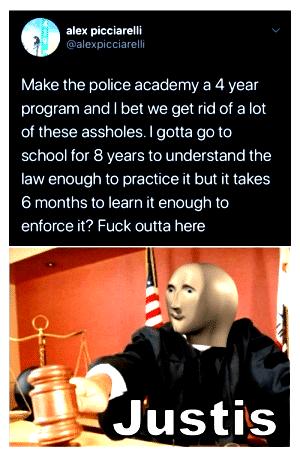 alex picciarelli
@alexpicciarelli
Make the police academy a 4 year
program and I bet we get rid of a lot
of these assholes. I gotta go to
school for 8 years to understand the
law enough to practice it but it takes
6 months to learn it enough to
enforce it? Fuck outta here
Justis